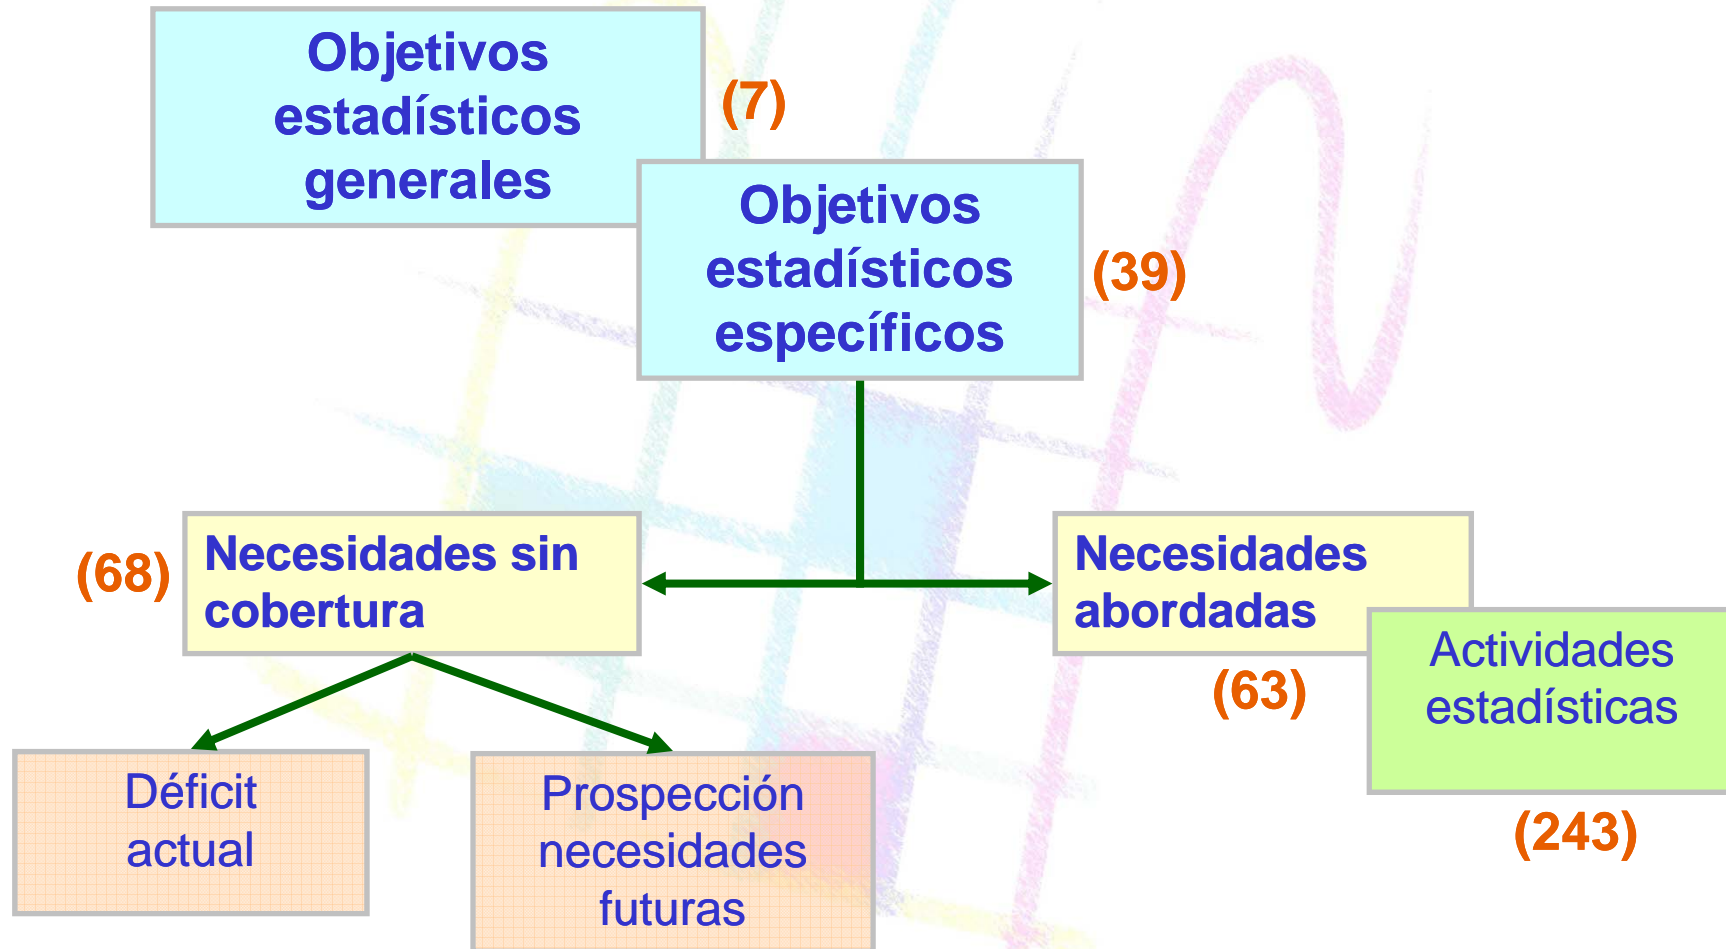 Objetivos
estadísticos
generales
(7)
Objetivos
estadísticos
específicos
(39)
(68)
Necesidades sin
cobertura
Necesidades
abordadas
(63)
Actividades
estadísticas
(243)
Déficit
actual
Prospección
necesidades
futuras